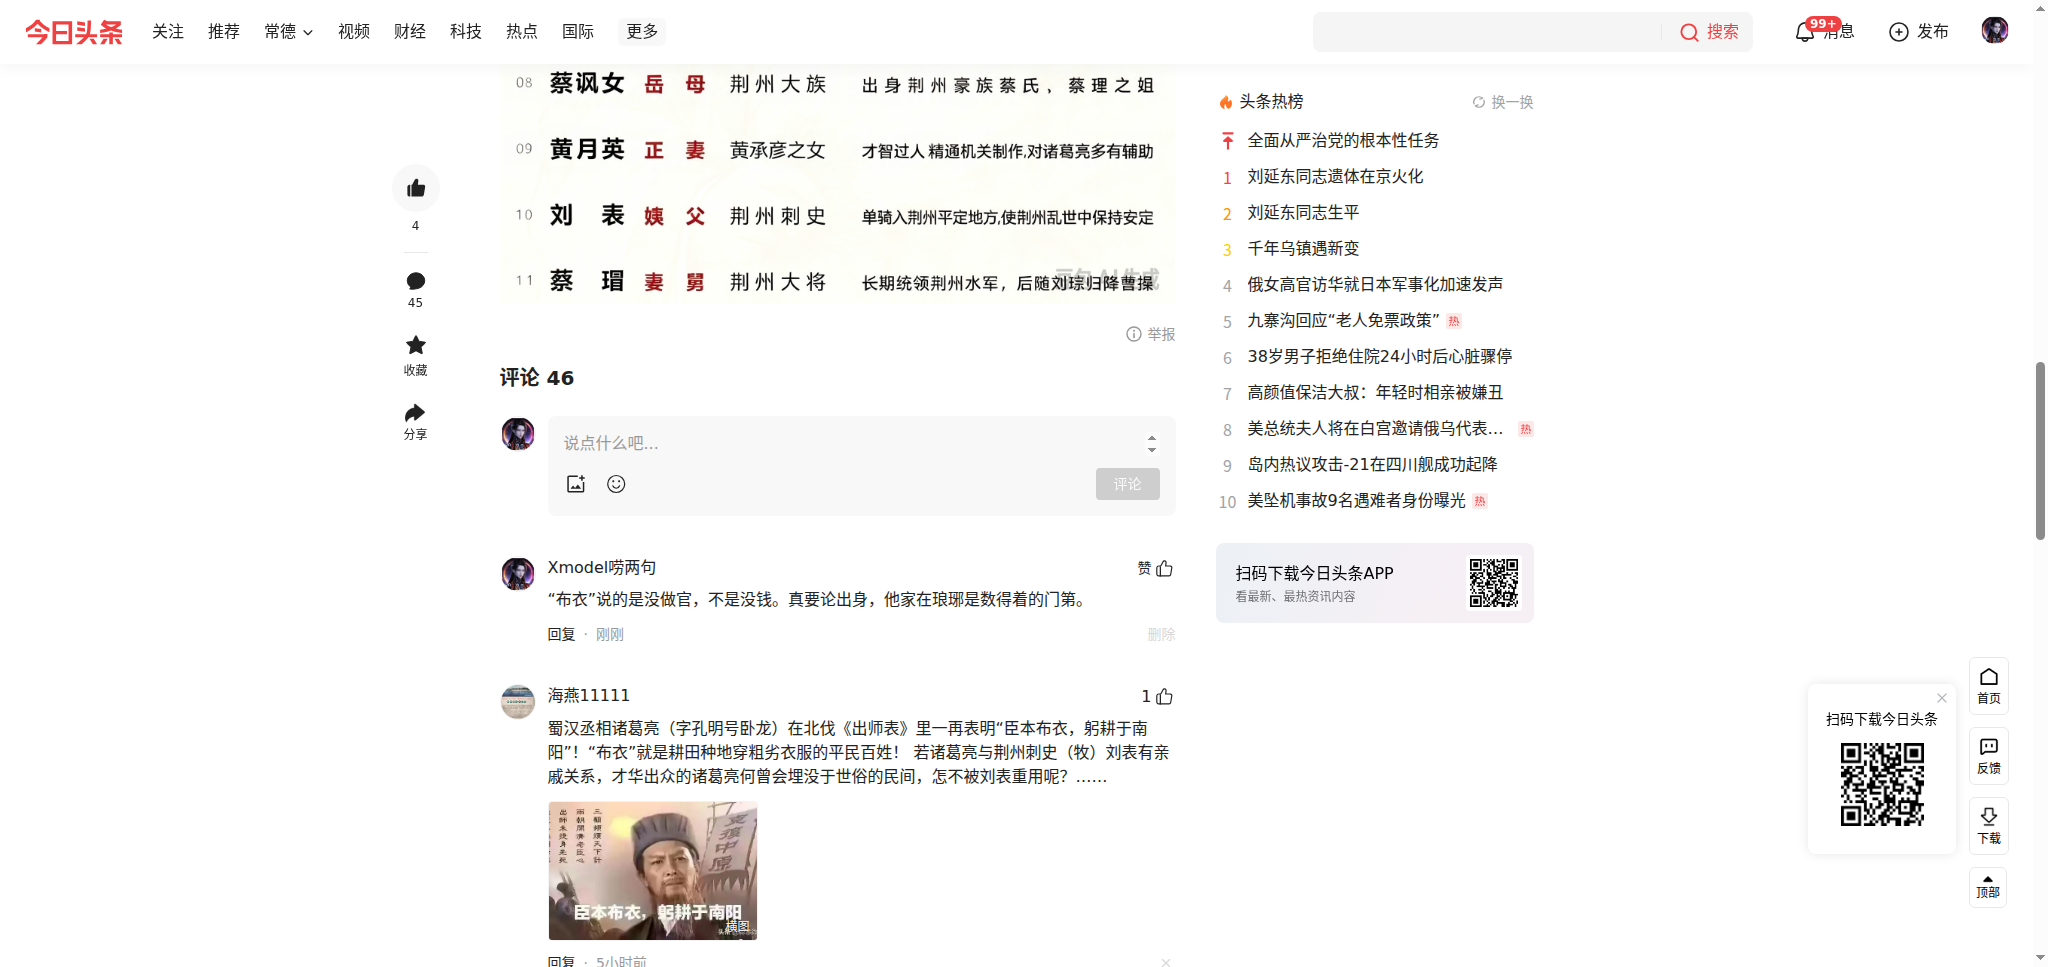 今日头条
关注 推荐 常德 视频 财经 科技 热点 国际 更多
搜索
99+
消息
发布
08 蔡讽女 岳母 荆州大族 出身荆州豪族蔡氏，蔡理之姐
09 黄月英 正妻 黄承彦之女 才智过人 精通机关制作,对诸葛亮多有辅助
10 刘表 姨父 荆州刺史 单骑入荆州平定地方,使荆州乱世中保持安定
11 蔡瑁 妻舅 荆州大将 长期统领荆州水军，后随刘琮归降曹操
举报
4
45
收藏
分享
评论 46
说点什么吧...
评论
Xmodel唠两句
赞
“布衣”说的是没做官，不是没钱。真要论出身，他家在琅琊是数得着的门第。
回复 · 刚刚
删除
海燕11111
1
蜀汉丞相诸葛亮（字孔明号卧龙）在北伐《出师表》里一再表明“臣本布衣，躬耕于南
阳”！“布衣”就是耕田种地穿粗劣衣服的平民百姓！ 若诸葛亮与荆州刺史（牧）刘表有亲
戚关系，才华出众的诸葛亮何曾会埋没于世俗的民间，怎不被刘表重用呢？……
三顧頻煩天下計
兩朝開濟老臣心
出師未捷身先死
臣本布衣，躬耕于南阳
横图
回复 · 5小时前
头条热榜
换一换
全面从严治党的根本性任务
1 刘延东同志遗体在京火化
2 刘延东同志生平
3 千年乌镇遇新变
4 俄女高官访华就日本军事化加速发声
5 九寨沟回应“老人免票政策” 热
6 38岁男子拒绝住院24小时后心脏骤停
7 高颜值保洁大叔：年轻时相亲被嫌丑
8 美总统夫人将在白宫邀请俄乌代表... 热
9 岛内热议攻击-21在四川舰成功起降
10 美坠机事故9名遇难者身份曝光 热
扫码下载今日头条APP
看最新、最热资讯内容
扫码下载今日头条
首页
反馈
下载
顶部